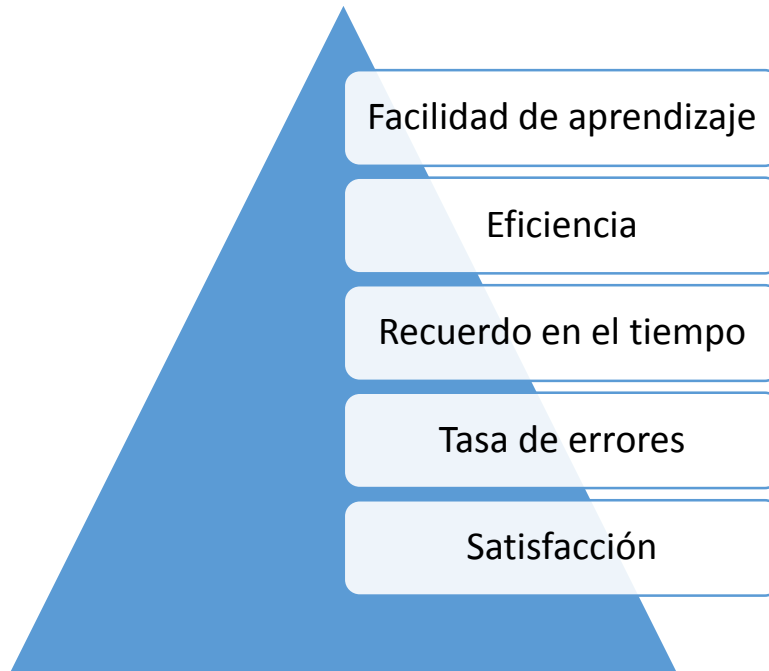 Facilidad de aprendizaje
Eficiencia
Recuerdo en el tiempo
Tasa de errores
Satisfacción